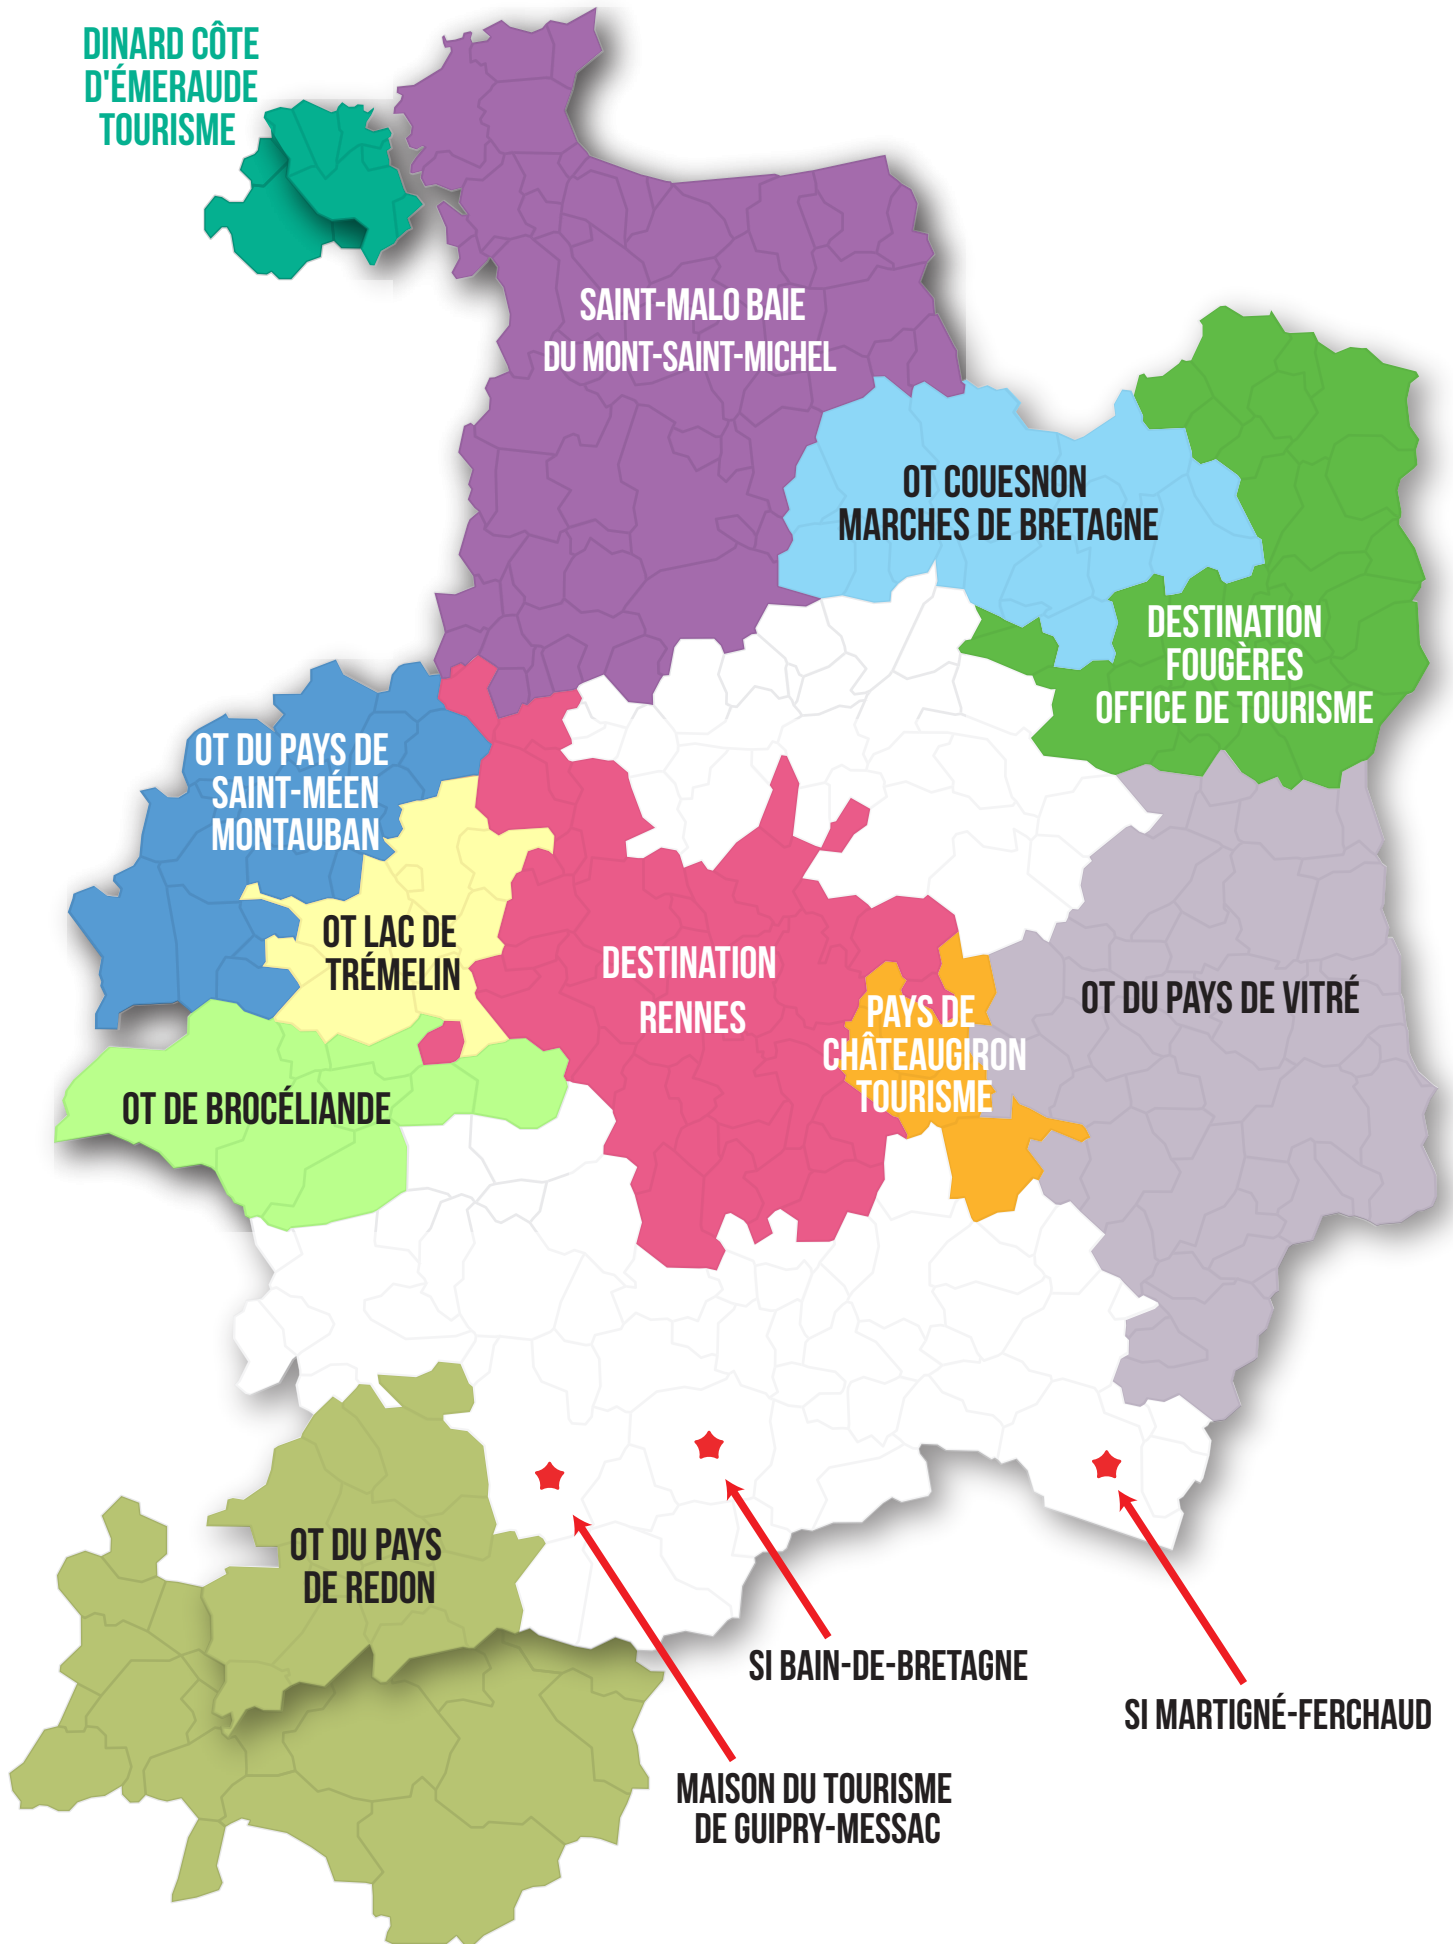 DINARD CÔTE
D'ÉMERAUDE
TOURISME
SAINT-MALO BAIE
DU MONT-SAINT-MICHEL
OT COUESNON
MARCHES DE BRETAGNE
DESTINATION
FOUGÈRES
OFFICE DE TOURISME
OT DU PAYS DE
SAINT-MÉEN
MONTAUBAN
OT LAC DE
TRÉMELIN
DESTINATION
RENNES
PAYS DE
CHÂTEAUGIRON
TOURISME
OT DU PAYS DE VITRÉ
OT DE BROCÉLIANDE
OT DU PAYS
DE REDON
SI BAIN-DE-BRETAGNE
SI MARTIGNÉ-FERCHAUD
MAISON DU TOURISME
DE GUIPRY-MESSAC